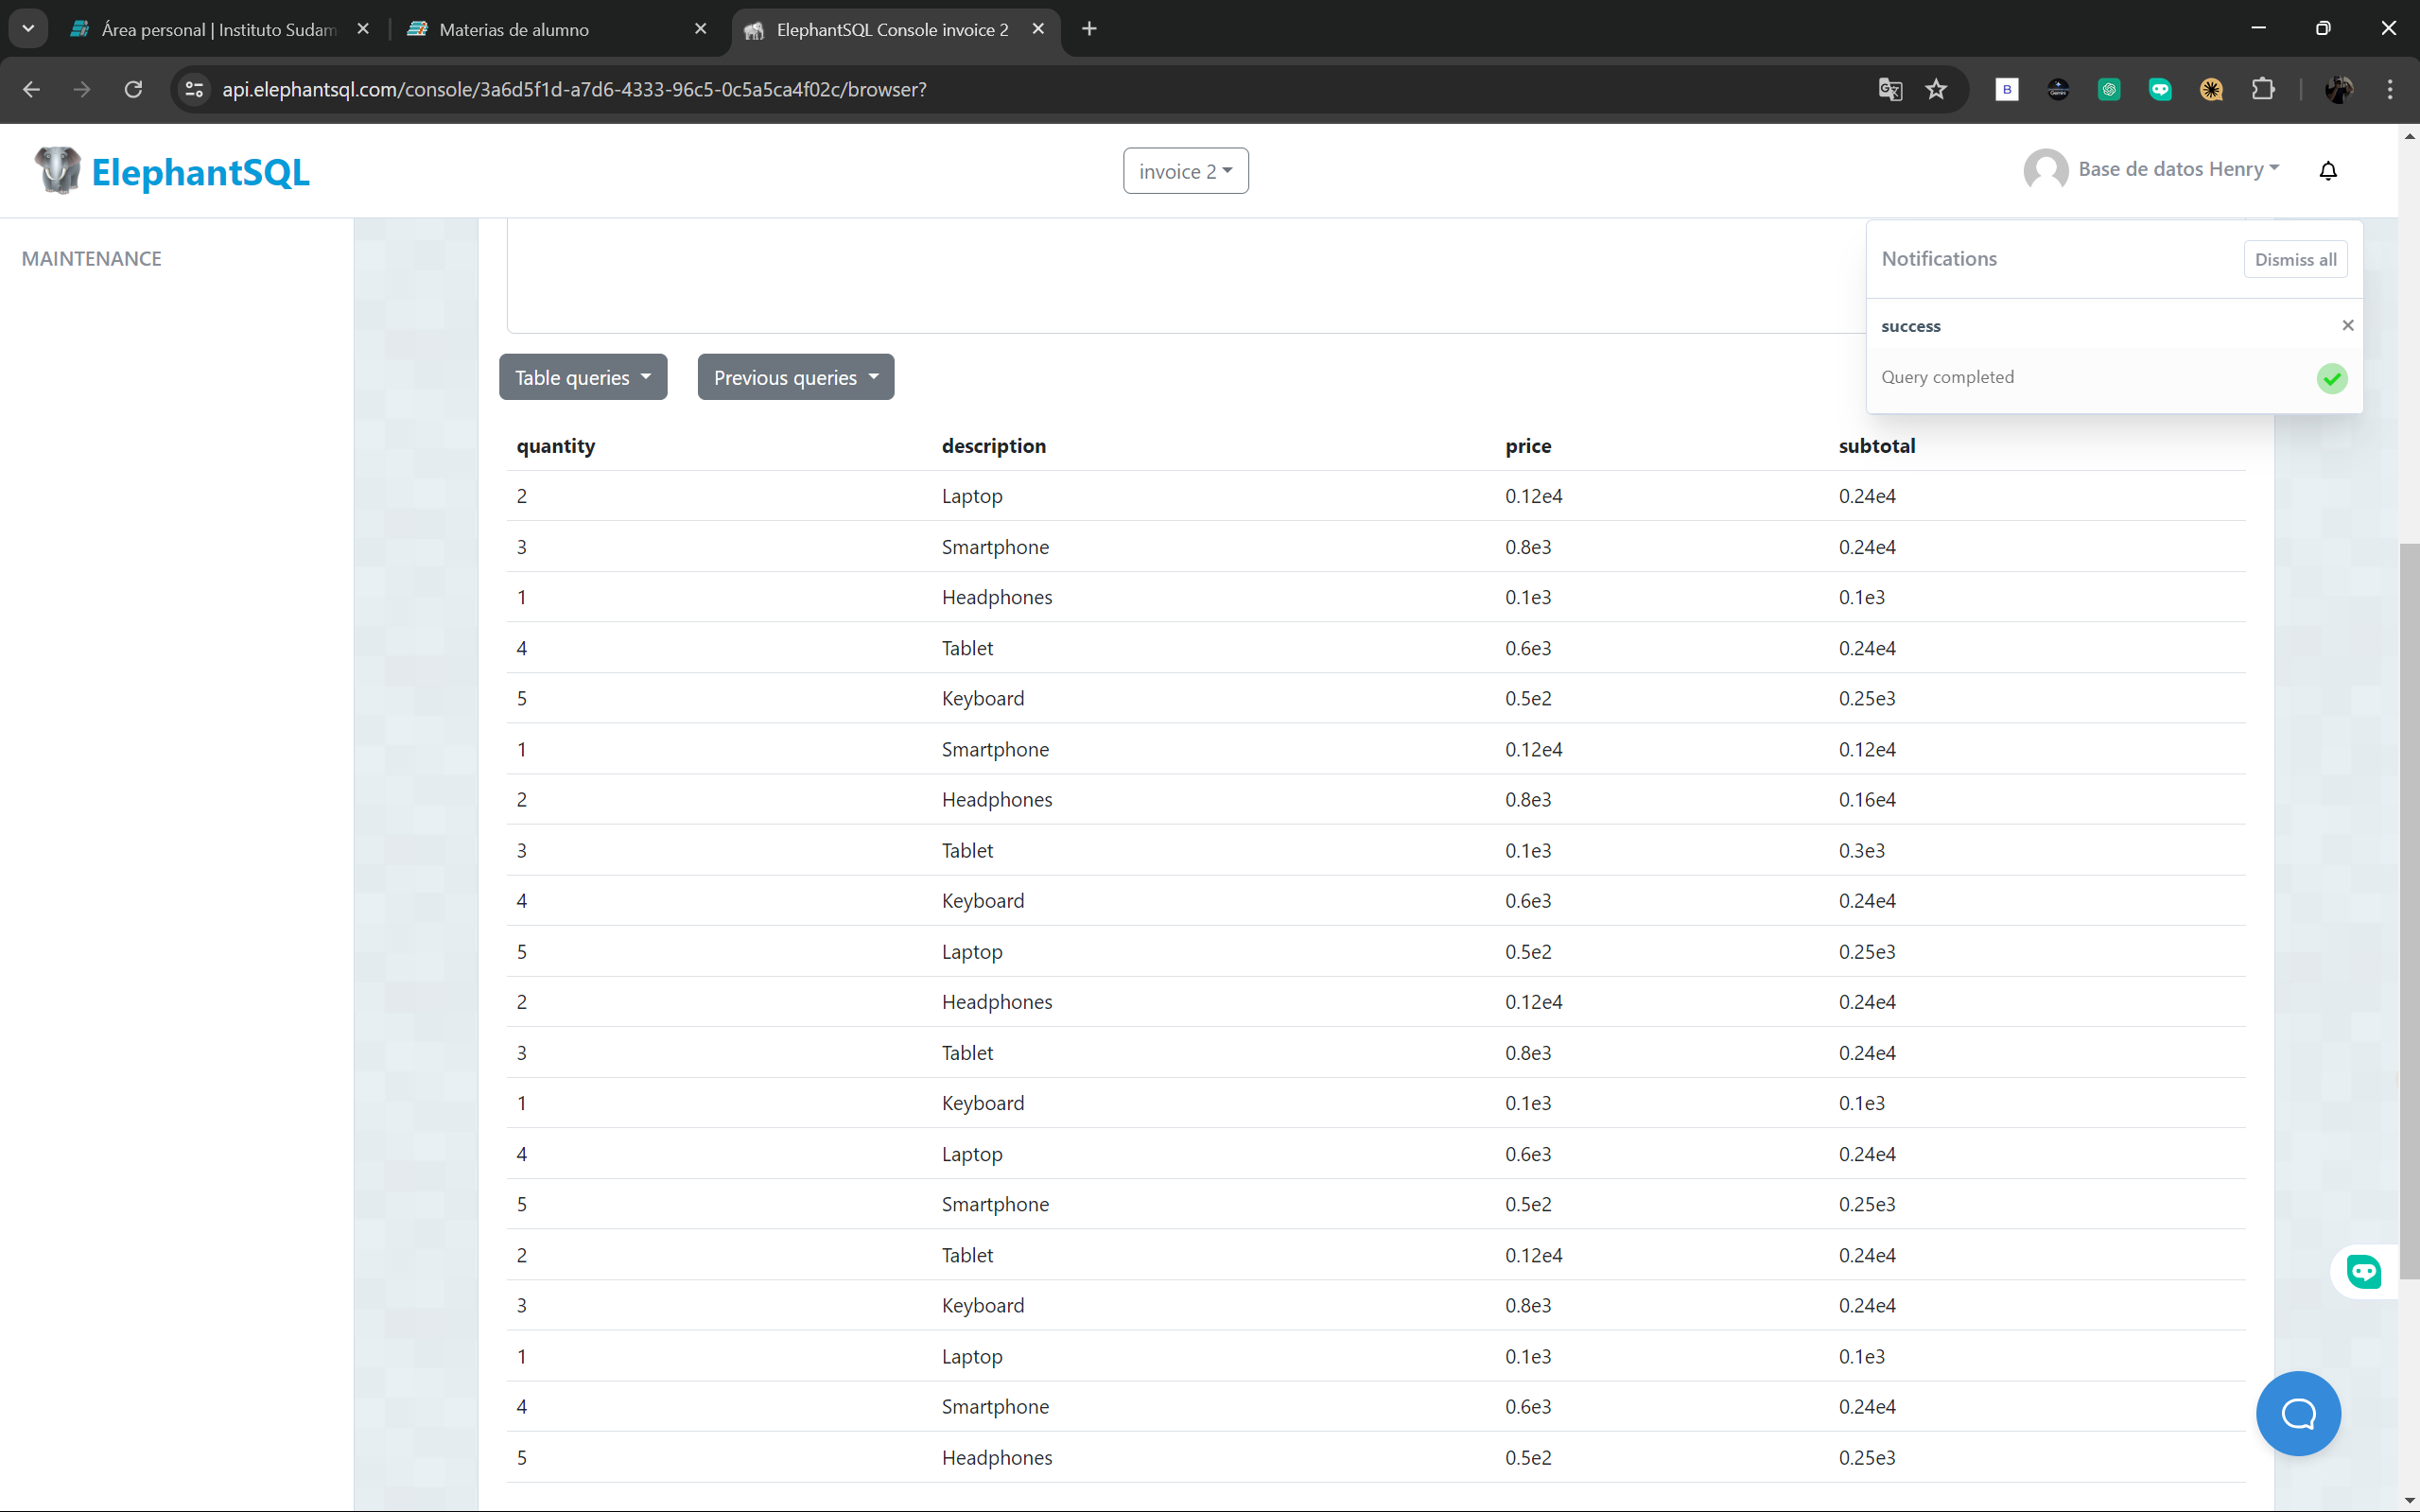 Área personal | Instituto Sudam
Materias de alumno
ElephantSQL Console invoice 2
api.elephantsql.com/console/3a6d5f1d-a7d6-4333-96c5-0c5a5ca4f02c/browser?
B
ElephantSQL
invoice 2
Base de datos Henry
MAINTENANCE
Notifications
Dismiss all
success
Query completed
Table queries
Previous queries
quantity description price subtotal
2 Laptop 0.12e4 0.24e4
3 Smartphone 0.8e3 0.24e4
1 Headphones 0.1e3 0.1e3
4 Tablet 0.6e3 0.24e4
5 Keyboard 0.5e2 0.25e3
1 Smartphone 0.12e4 0.12e4
2 Headphones 0.8e3 0.16e4
3 Tablet 0.1e3 0.3e3
4 Keyboard 0.6e3 0.24e4
5 Laptop 0.5e2 0.25e3
2 Headphones 0.12e4 0.24e4
3 Tablet 0.8e3 0.24e4
1 Keyboard 0.1e3 0.1e3
4 Laptop 0.6e3 0.24e4
5 Smartphone 0.5e2 0.25e3
2 Tablet 0.12e4 0.24e4
3 Keyboard 0.8e3 0.24e4
1 Laptop 0.1e3 0.1e3
4 Smartphone 0.6e3 0.24e4
5 Headphones 0.5e2 0.25e3